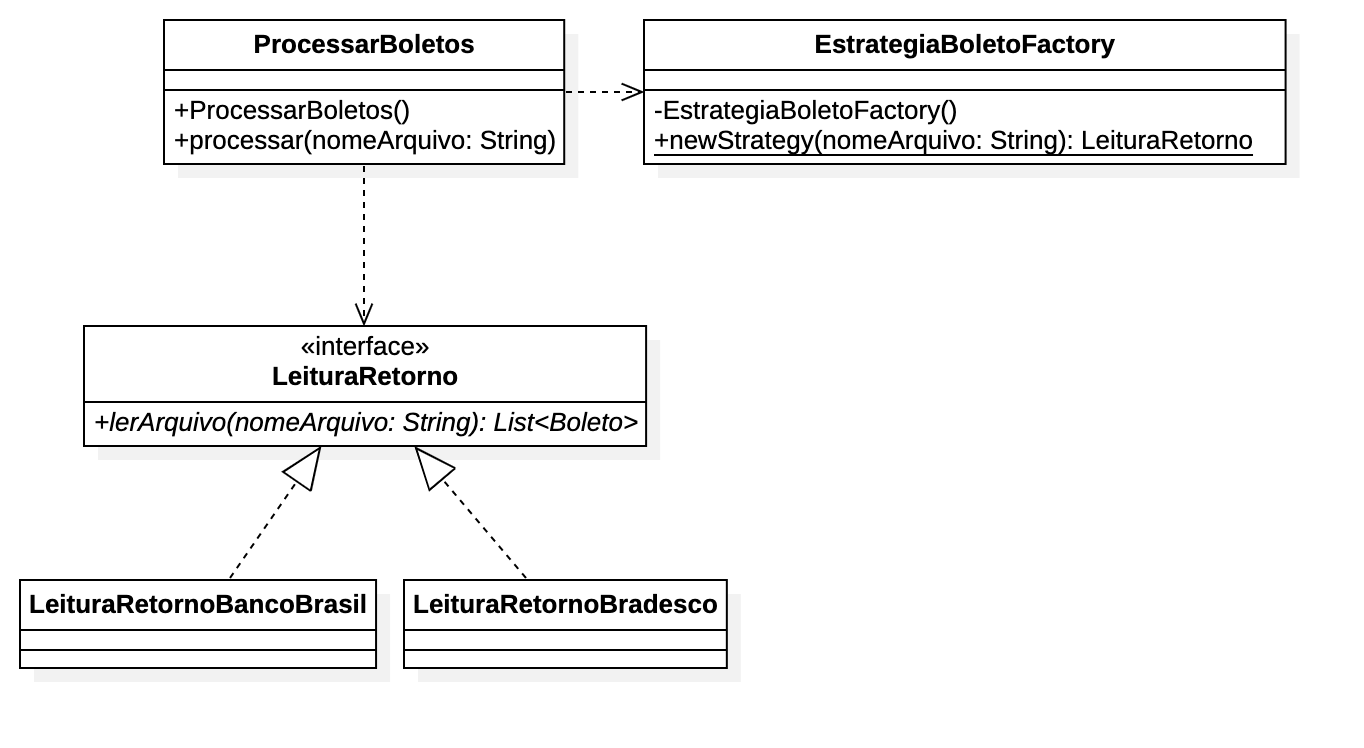 ProcessarBoletos
+ProcessarBoletos()
+processar(nomeArquivo: String)
EstrategiaBoletoFactory
-EstrategiaBoletoFactory()
+newStrategy(nomeArquivo: String): LeituraRetorno
«interface»
LeituraRetorno
+lerArquivo(nomeArquivo: String): List<Boleto>
LeituraRetornoBancoBrasil
LeituraRetornoBradesco